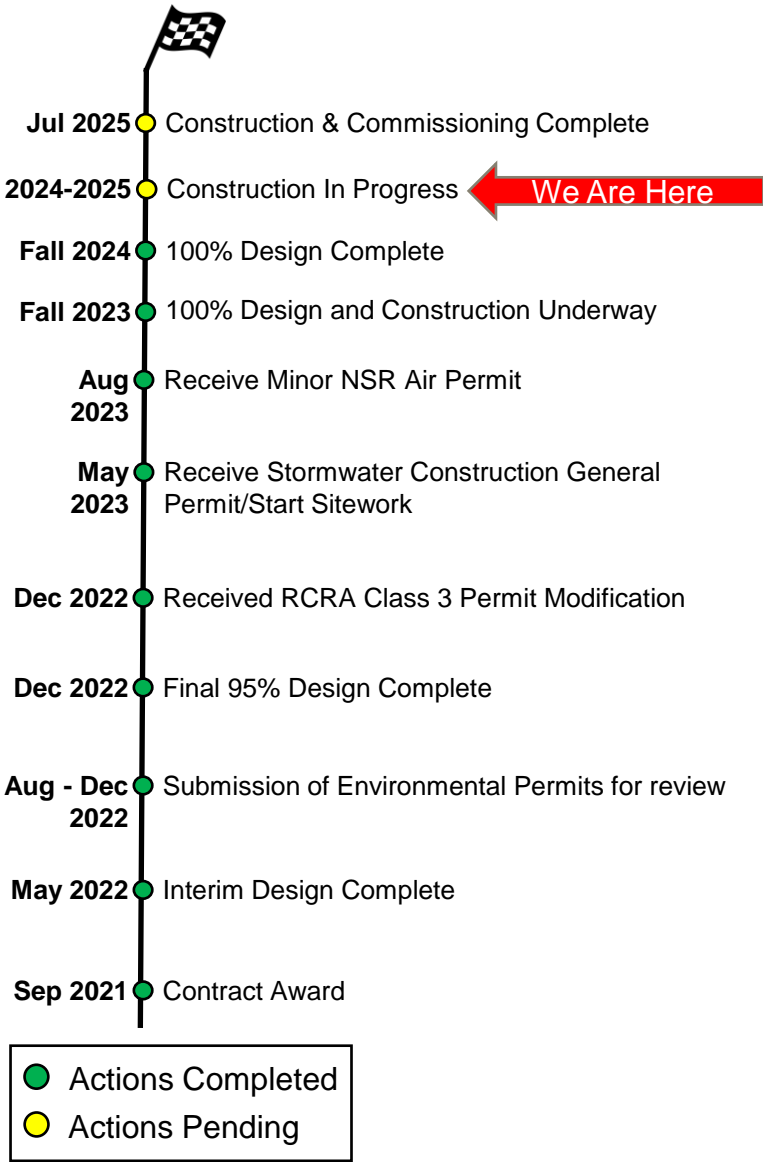 Jul 2025 Construction & Commissioning Complete
2024-2025 Construction In Progress We Are Here
Fall 2024 100% Design Complete
Fall 2023 100% Design and Construction Underway
Aug Receive Minor NSR Air Permit
2023
May Receive Stormwater Construction General
2023 Permit/Start Sitework
Dec 2022 Received RCRA Class 3 Permit Modification
Dec 2022 Final 95% Design Complete
Aug - Dec Submission of Environmental Permits for review
2022
May 2022 Interim Design Complete
Sep 2021 Contract Award
Actions Completed
Actions Pending